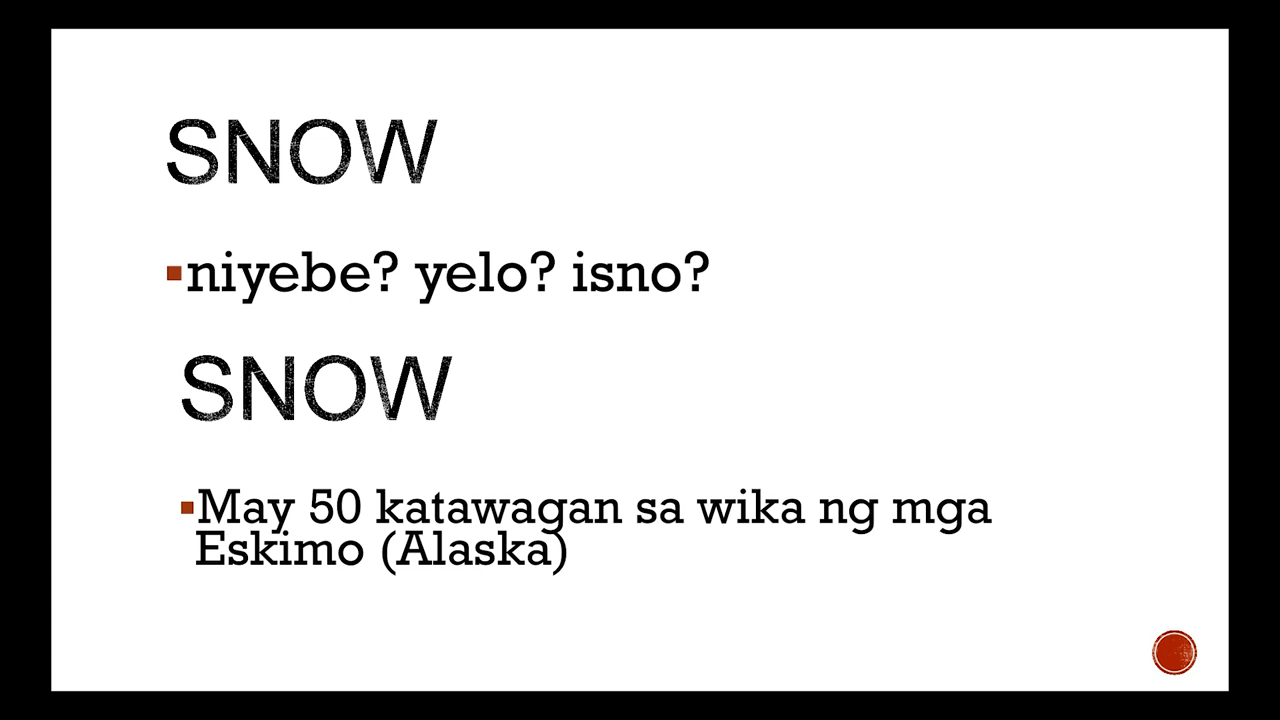 SNOW
▪niyebe? yelo? isno?
SNOW
▪May 50 katawagan sa wika ng mga
Eskimo (Alaska)